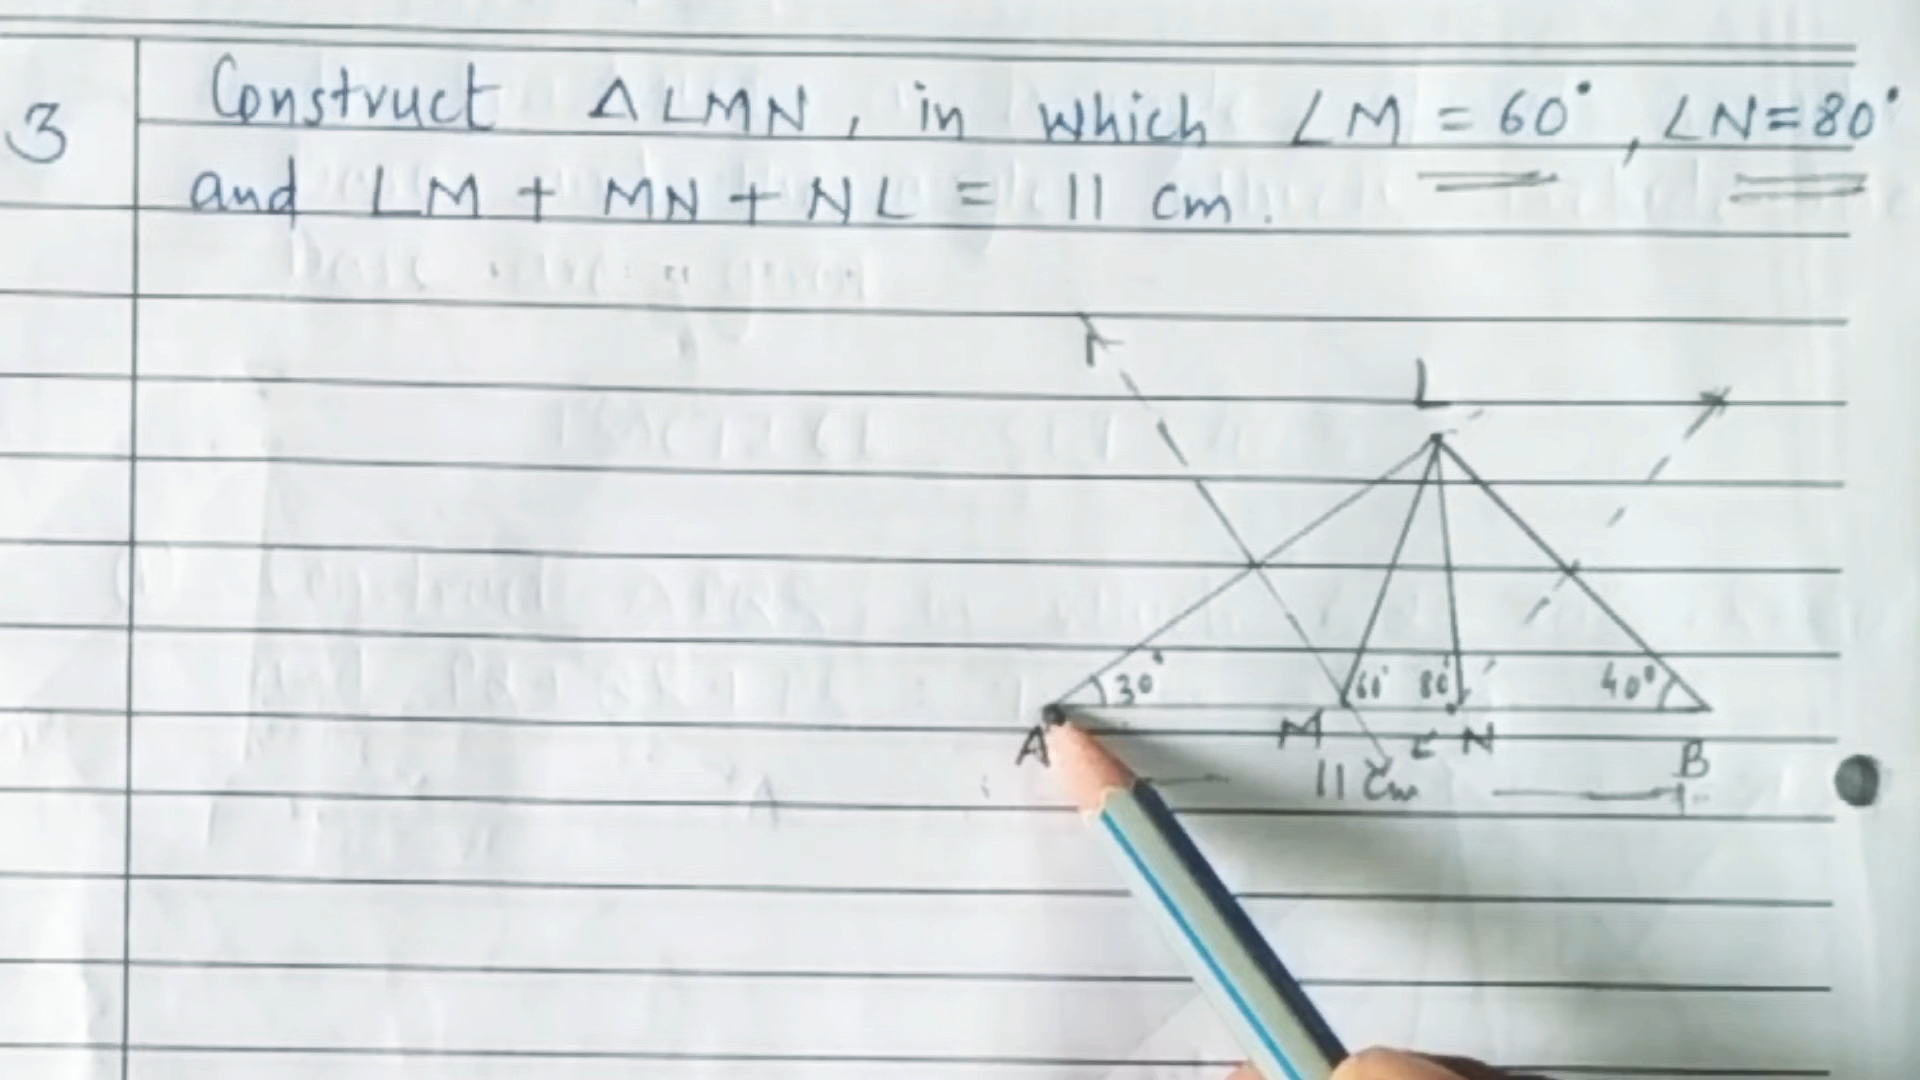 3
Construct ΔLMN, in which ∠M = 60°, ∠N=80°
and LM + MN + NL = 11 cm.
L
30° 60° 80° 40°
A M N B
11 cm